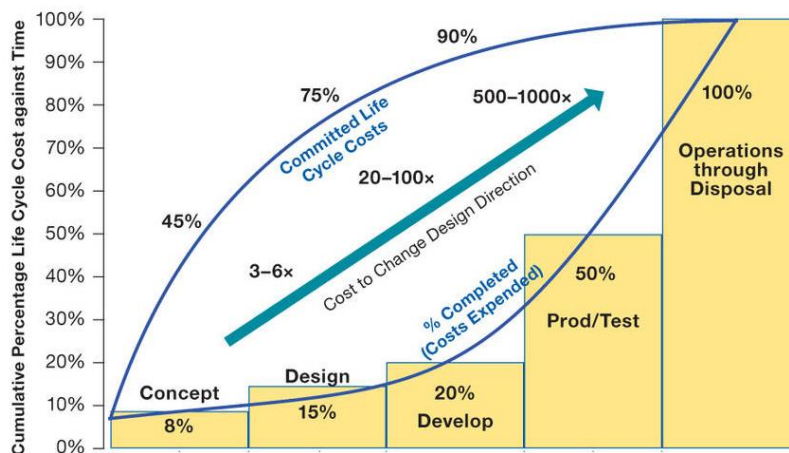 Cumulative Percentage Life Cycle Cost against Time
100%
90%
80%
70%
60%
50%
40%
30%
20%
10%
0%
45%
75%
90%
Committed Life
Cycle Costs
3–6×
20–100×
500–1000×
Cost to Change Design Direction
% Completed
(Costs Expended)
Concept
8%
Design
15%
20%
Develop
50%
Prod/Test
100%
Operations
through
Disposal